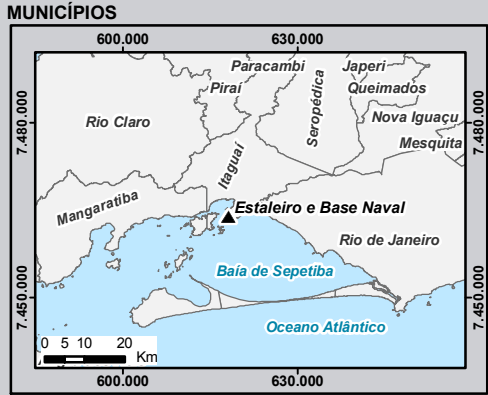 MUNICÍPIOS
600.000 630.000
Paracambi Japeri
Piraí Queimados
Seropédica
7.480.000 7.480.000
Rio Claro Nova Iguaçu
Mesquita
Itaguaí
Mangaratiba Estaleiro e Base Naval
Rio de Janeiro
Baía de Sepetiba
7.450.000 7.450.000
Oceano Atlântico
0 5 10 20
Km
600.000 630.000